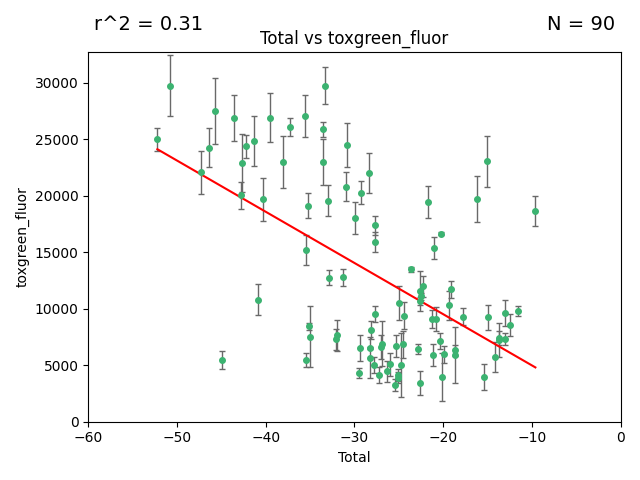 r^2 = 0.31
N = 90
Total vs toxgreen_fluor
30000
25000
20000
15000
10000
5000
0
toxgreen_fluor
−60
−50
−40
−30
−20
−10
0
Total